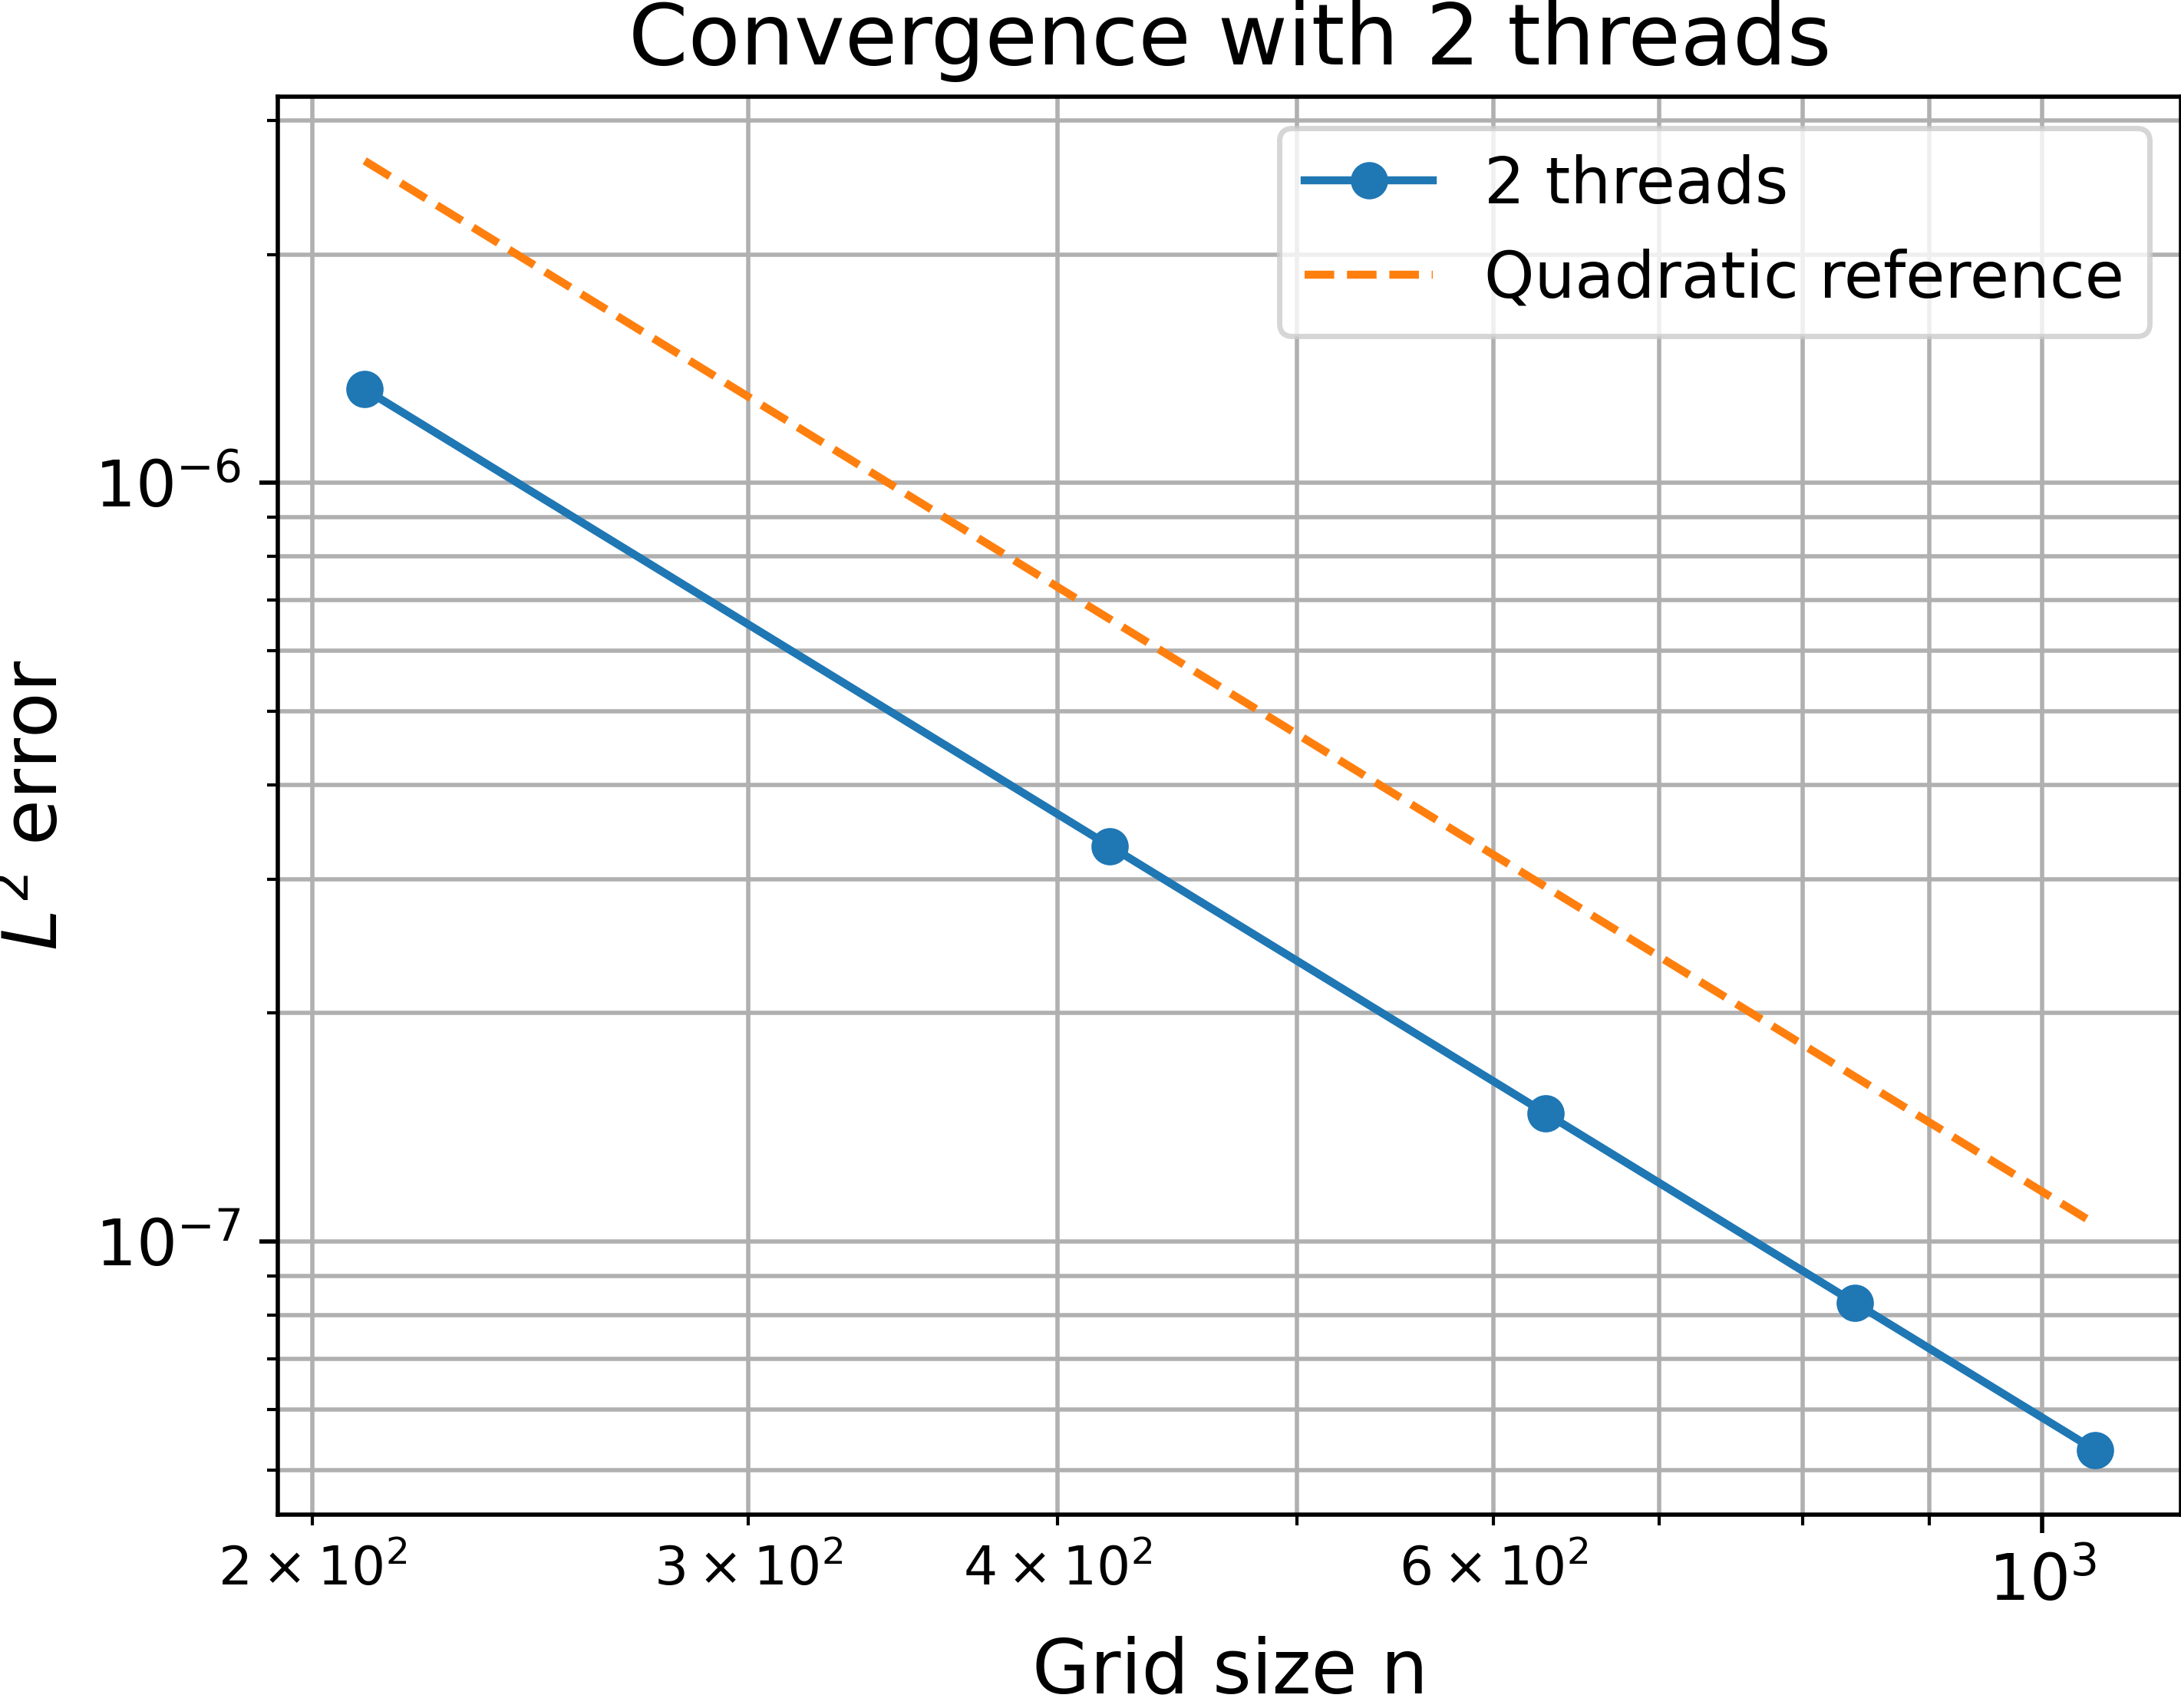 Convergence with 2 threads
2 threads
Quadratic reference
10⁻⁶
10⁻⁷
L² error
2 × 10²
3 × 10²
4 × 10²
6 × 10²
10³
Grid size n